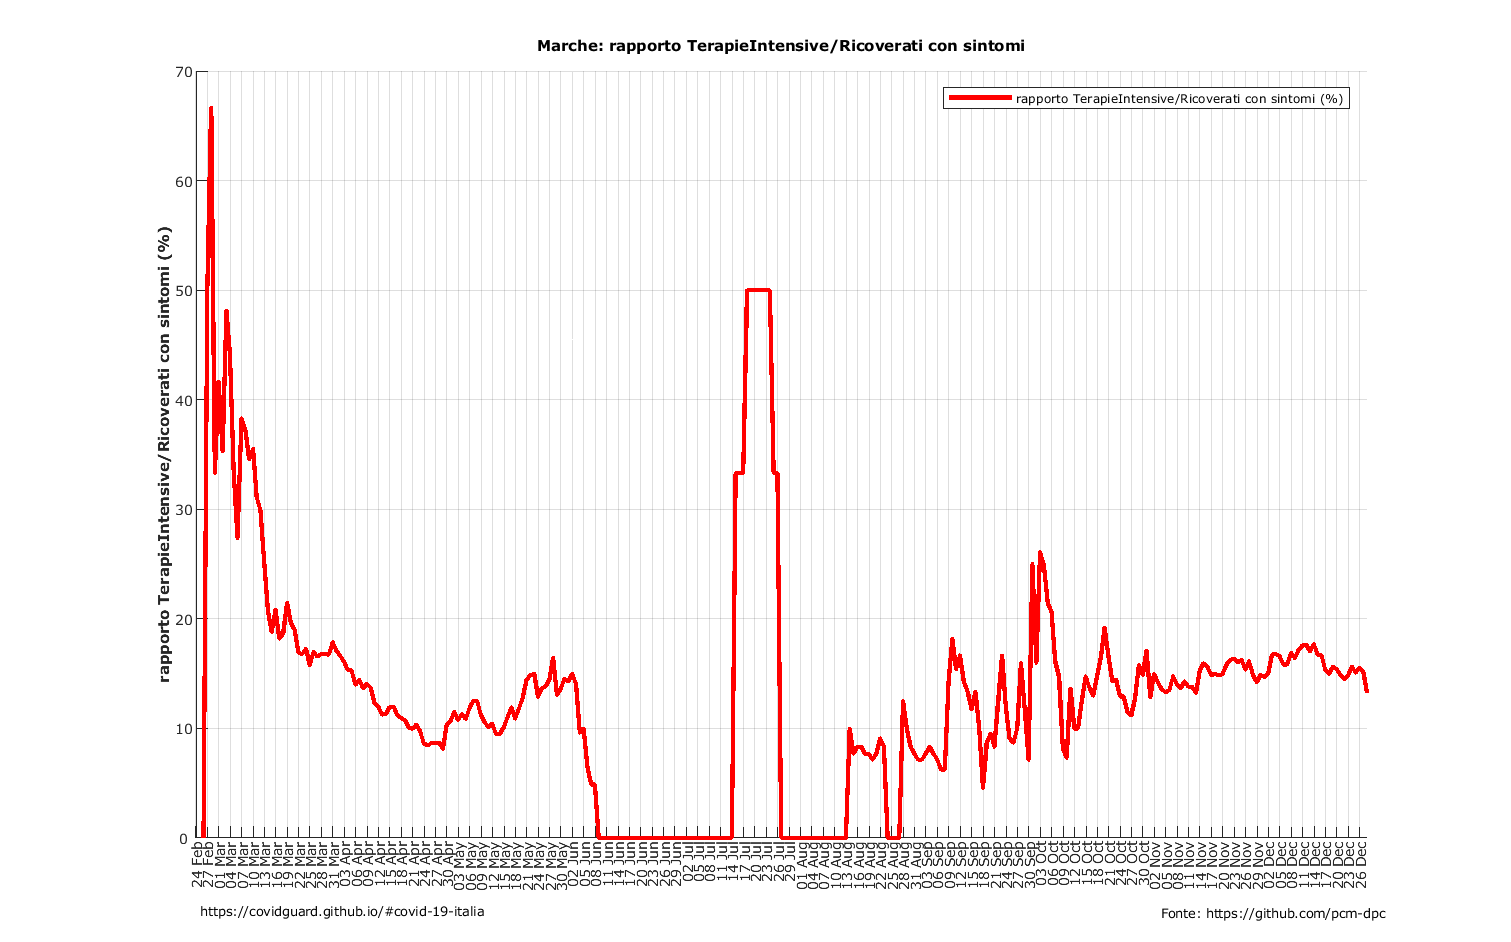 Marche: rapporto TerapieIntensive/Ricoverati con sintomi
rapporto TerapieIntensive/Ricoverati con sintomi (%)
rapporto TerapieIntensive/Ricoverati con sintomi (%)
70
60
50
40
30
20
10
0
24 Feb
27 Feb
01 Mar
04 Mar
07 Mar
10 Mar
13 Mar
16 Mar
19 Mar
22 Mar
25 Mar
28 Mar
31 Mar
03 Apr
06 Apr
09 Apr
12 Apr
15 Apr
18 Apr
21 Apr
24 Apr
27 Apr
30 Apr
03 May
06 May
09 May
12 May
15 May
18 May
21 May
24 May
27 May
30 May
02 Jun
05 Jun
08 Jun
11 Jun
14 Jun
17 Jun
20 Jun
23 Jun
26 Jun
29 Jun
02 Jul
05 Jul
08 Jul
11 Jul
14 Jul
17 Jul
20 Jul
23 Jul
26 Jul
29 Jul
01 Aug
04 Aug
07 Aug
10 Aug
13 Aug
16 Aug
19 Aug
22 Aug
25 Aug
28 Aug
31 Aug
03 Sep
06 Sep
09 Sep
12 Sep
15 Sep
18 Sep
21 Sep
24 Sep
27 Sep
30 Sep
03 Oct
06 Oct
09 Oct
12 Oct
15 Oct
18 Oct
21 Oct
24 Oct
27 Oct
30 Oct
02 Nov
05 Nov
08 Nov
11 Nov
14 Nov
17 Nov
20 Nov
23 Nov
26 Nov
29 Nov
02 Dec
05 Dec
08 Dec
11 Dec
14 Dec
17 Dec
20 Dec
23 Dec
26 Dec
https://covidguard.github.io/#covid-19-italia
Fonte: https://github.com/pcm-dpc